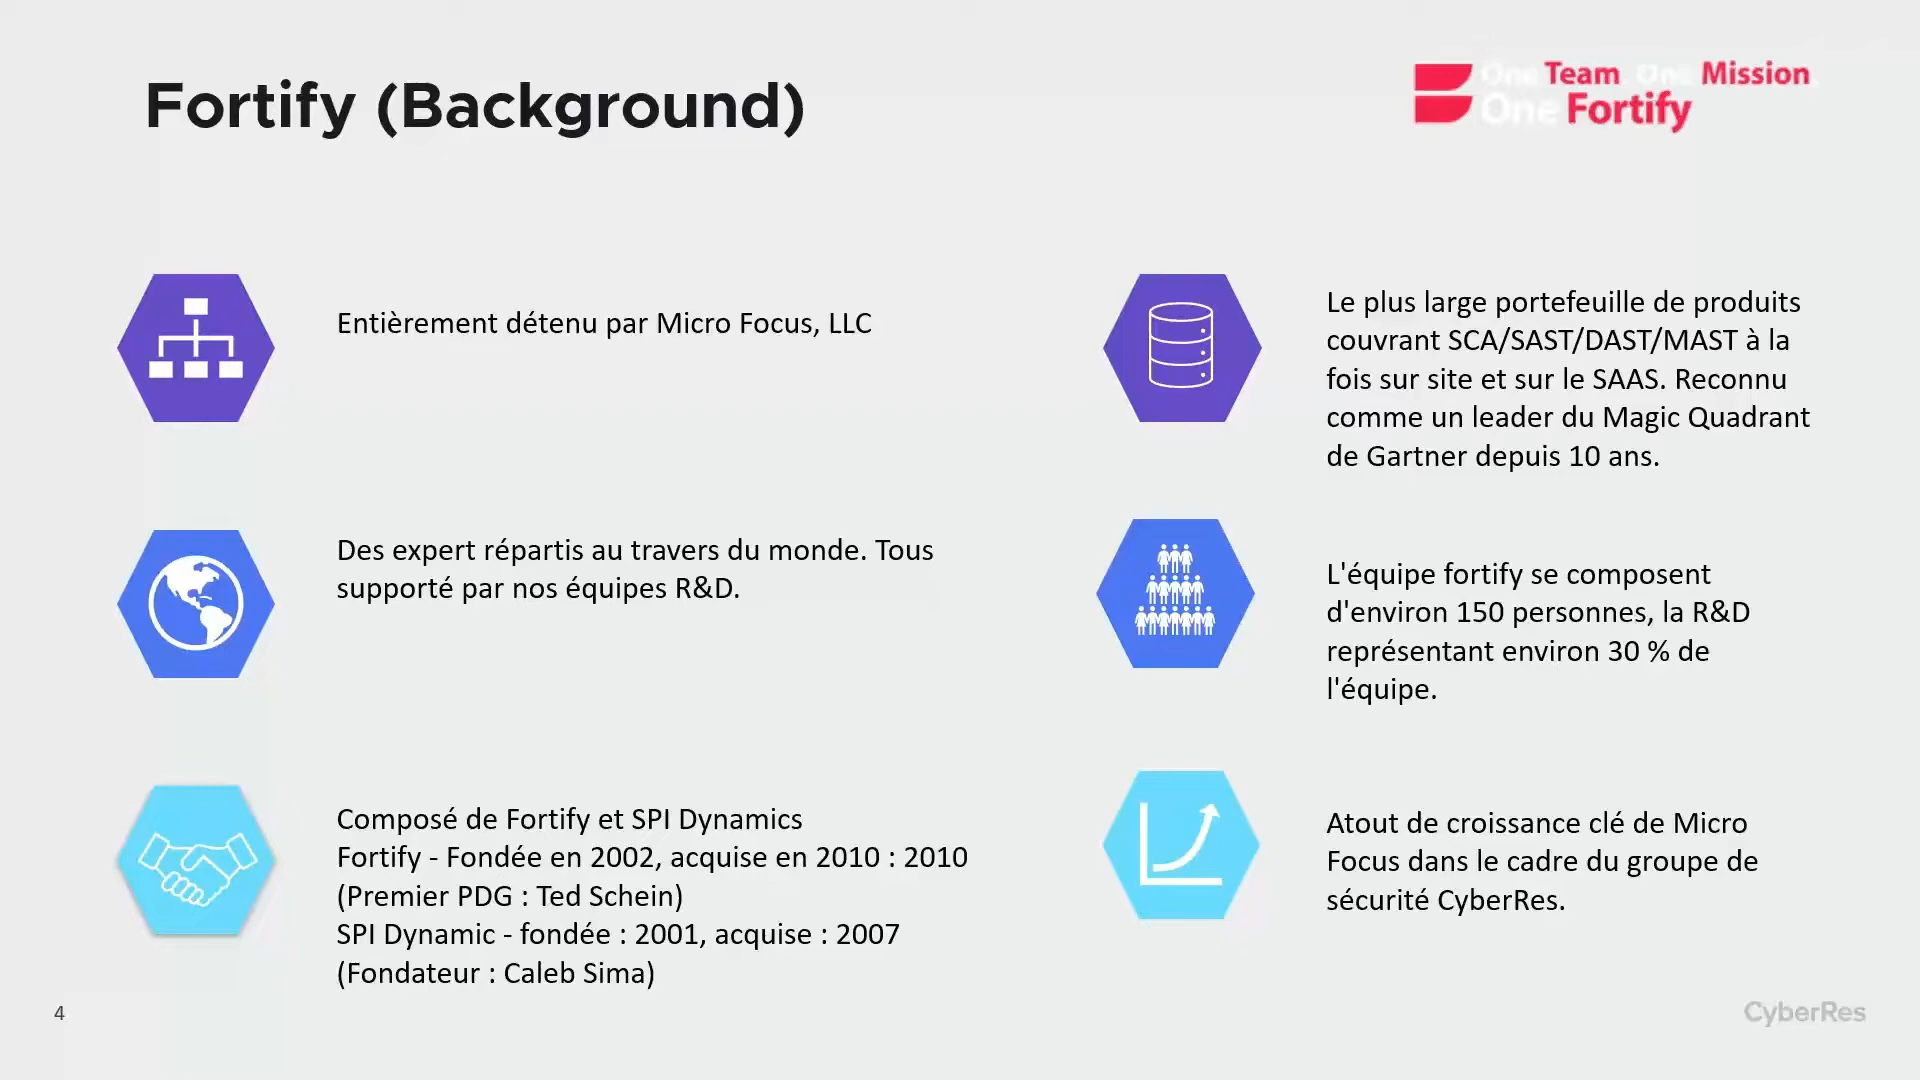 Fortify (Background)
One Team One Mission
One Fortify
Entièrement détenu par Micro Focus, LLC
Des expert répartis au travers du monde. Tous
supporté par nos équipes R&D.
Composé de Fortify et SPI Dynamics
Fortify - Fondée en 2002, acquise en 2010 : 2010
(Premier PDG : Ted Schein)
SPI Dynamic - fondée : 2001, acquise : 2007
(Fondateur : Caleb Sima)
Le plus large portefeuille de produits
couvrant SCA/SAST/DAST/MAST à la
fois sur site et sur le SAAS. Reconnu
comme un leader du Magic Quadrant
de Gartner depuis 10 ans.
L'équipe fortify se composent
d'environ 150 personnes, la R&D
représentant environ 30 % de
l'équipe.
Atout de croissance clé de Micro
Focus dans le cadre du groupe de
sécurité CyberRes.
4
CyberRes